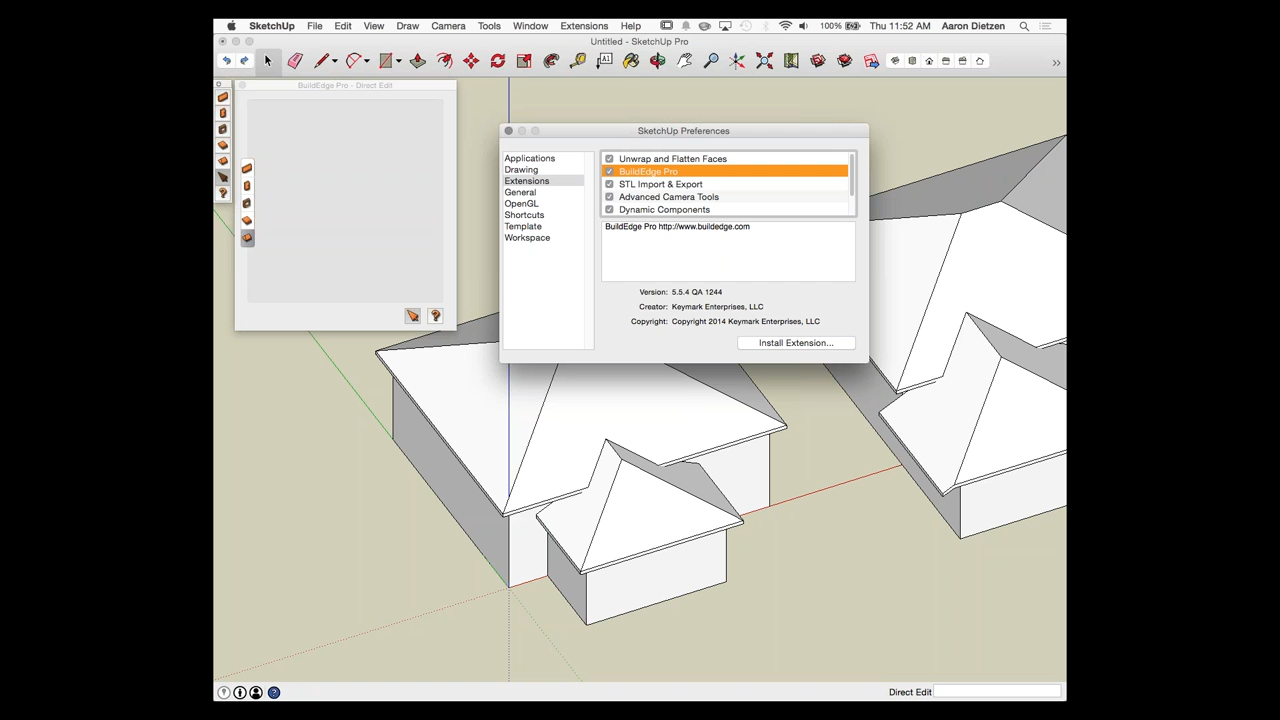 SketchUp File Edit View Draw Camera Tools Window Extensions Help 100% Thu 11:52 AM Aaron Dietzen
Untitled - SketchUp Pro
A1
BuildEdge Pro - Direct Edit
SketchUp Preferences
Applications
Drawing
Extensions
General
OpenGL
Shortcuts
Template
Workspace
Unwrap and Flatten Faces
BuildEdge Pro
STL Import & Export
Advanced Camera Tools
Dynamic Components
BuildEdge Pro http://www.buildedge.com
Version: 5.5.4 QA 1244
Creator: Keymark Enterprises, LLC
Copyright: Copyright 2014 Keymark Enterprises, LLC
Install Extension...
Direct Edit